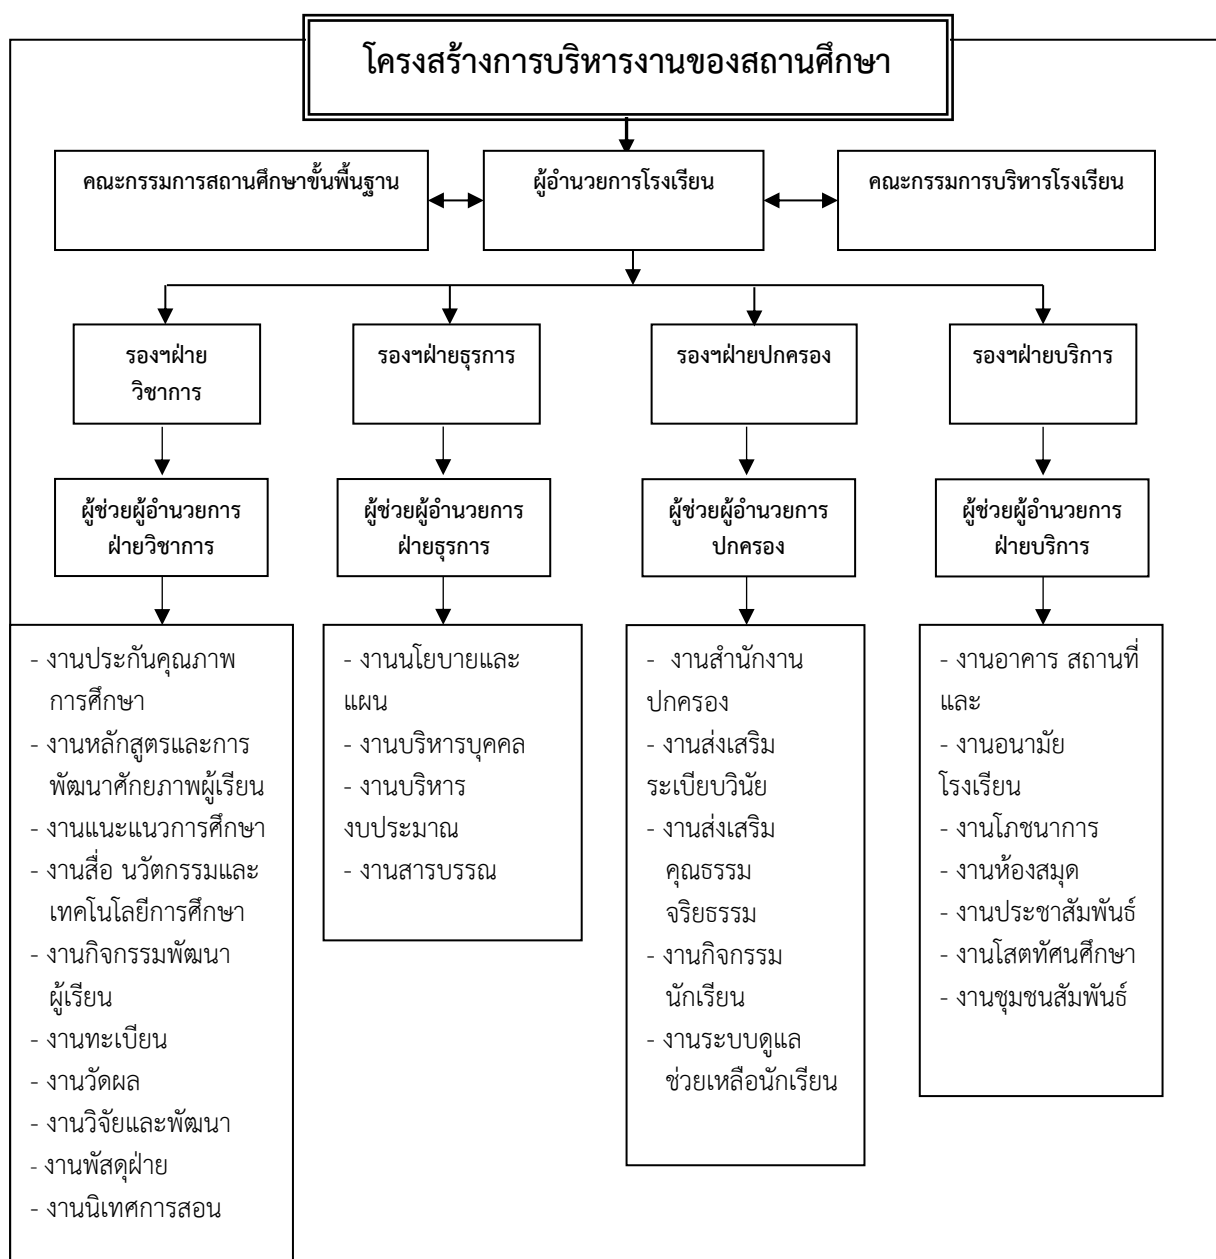 โครงสร้างการบริหารงานของสถานศึกษา
คณะกรรมการสถานศึกษาขั้นพื้นฐาน
ผู้อำนวยการโรงเรียน
คณะกรรมการบริหารโรงเรียน
รองฯฝ่าย
วิชาการ
รองฯฝ่ายธุรการ
รองฯฝ่ายปกครอง
รองฯฝ่ายบริการ
ผู้ช่วยผู้อำนวยการ
ฝ่ายวิชาการ
ผู้ช่วยผู้อำนวยการ
ฝ่ายธุรการ
ผู้ช่วยผู้อำนวยการ
ปกครอง
ผู้ช่วยผู้อำนวยการ
ฝ่ายบริการ
- งานประกันคุณภาพ
การศึกษา
- งานหลักสูตรและการ
พัฒนาศักยภาพผู้เรียน
- งานแนะแนวการศึกษา
- งานสื่อ นวัตกรรมและ
เทคโนโลยีการศึกษา
- งานกิจกรรมพัฒนา
ผู้เรียน
- งานทะเบียน
- งานวัดผล
- งานวิจัยและพัฒนา
- งานพัสดุฝ่าย
- งานนิเทศการสอน
- งานนโยบายและ
แผน
- งานบริหารบุคคล
- งานบริหาร
งบประมาณ
- งานสารบรรณ
- งานสำนักงาน
ปกครอง
- งานส่งเสริม
ระเบียบวินัย
- งานส่งเสริม
คุณธรรม
จริยธรรม
- งานกิจกรรม
นักเรียน
- งานระบบดูแล
ช่วยเหลือนักเรียน
- งานอาคาร สถานที่
และ
- งานอนามัย
โรงเรียน
- งานโภชนาการ
- งานห้องสมุด
- งานประชาสัมพันธ์
- งานโสตทัศนศึกษา
- งานชุมชนสัมพันธ์